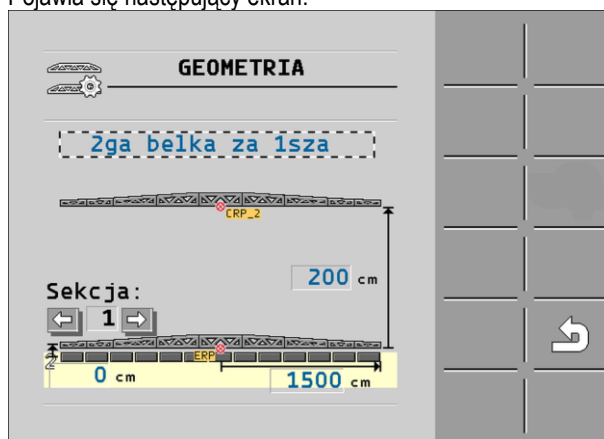 Pojawia się następujący ekran:
GEOMETRIA
2ga belka za 1sza
CRP_2
200 cm
Sekcja:
1
ERP
2
0 cm
1500 cm